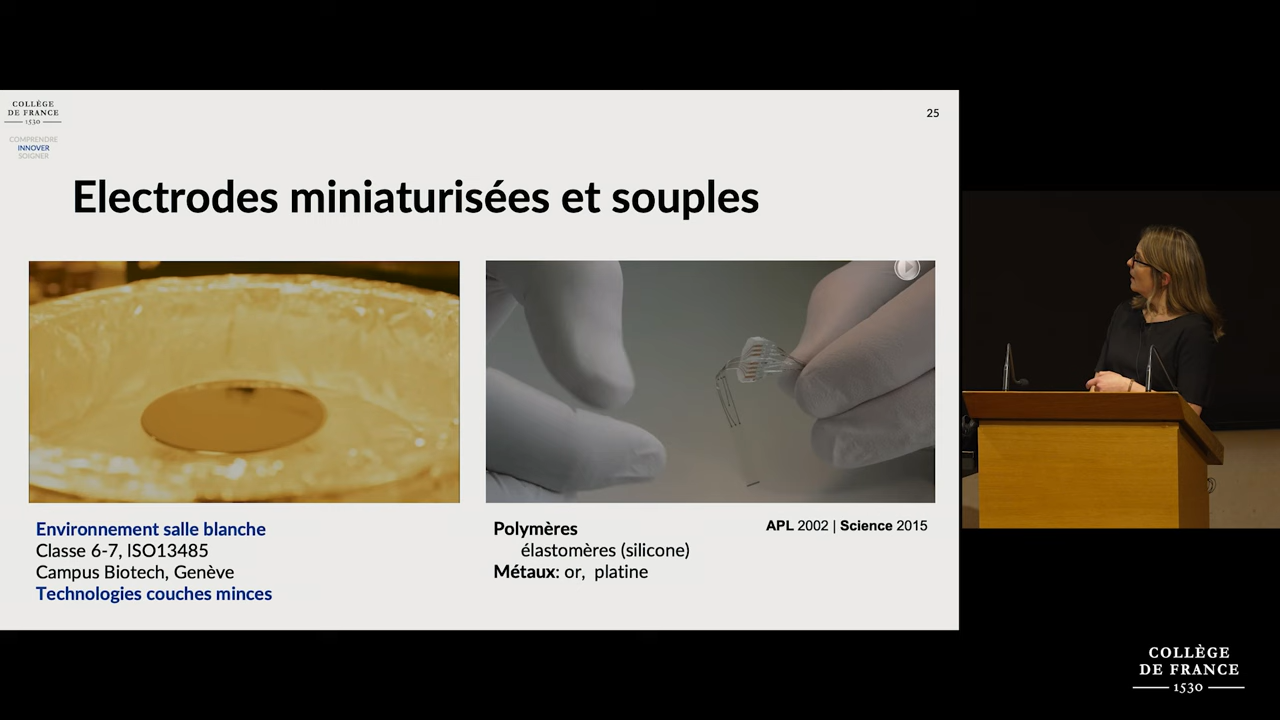 COLLÈGE
DE FRANCE
1530
COMPRENDRE
INNOVER
SOIGNER
25
Electrodes miniaturisées et souples
Environnement salle blanche
Classe 6-7, ISO13485
Campus Biotech, Genève
Technologies couches minces
Polymères
élastomères (silicone)
Métaux: or, platine
APL 2002 | Science 2015
COLLÈGE
DE FRANCE
1530